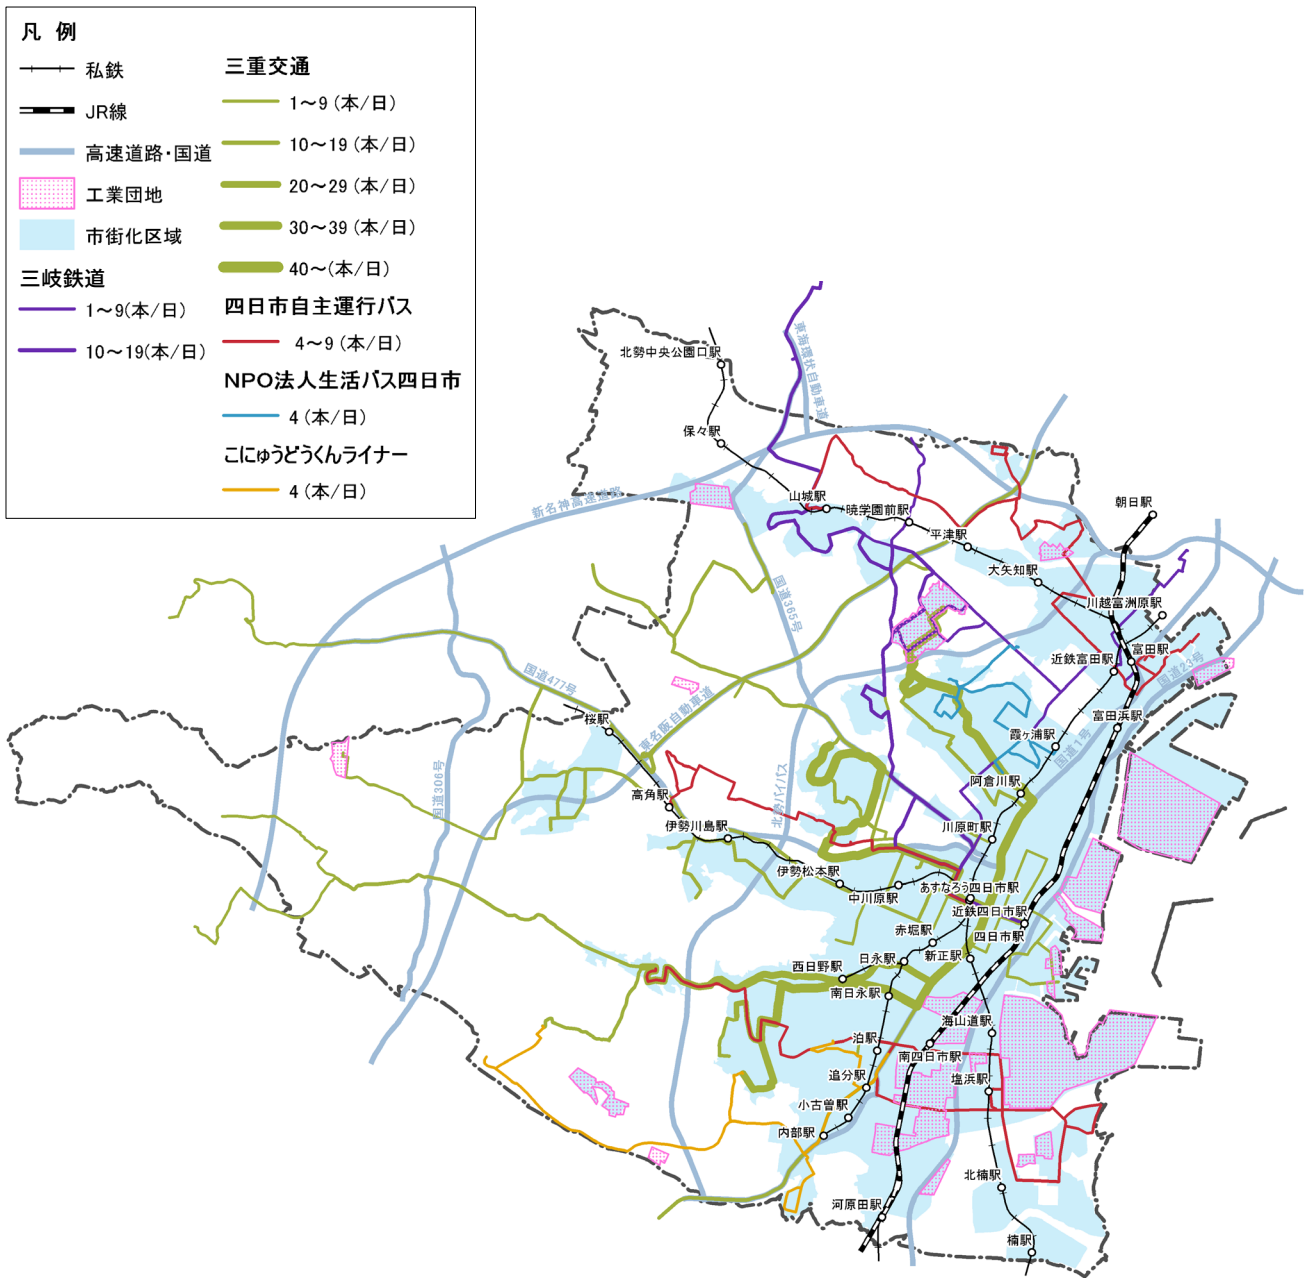 凡 例
私鉄
JR線
高速道路・国道
工業団地
市街化区域
三岐鉄道
1～9(本/日)
10～19(本/日)
三重交通
1～9 (本/日)
10～19 (本/日)
20～29 (本/日)
30～39 (本/日)
40～(本/日)
四日市自主運行バス
4～9 (本/日)
NPO法人生活バス四日市
4 (本/日)
こにゅうどうくんライナー
4 (本/日)
北勢中央公園口駅
東海環状自動車道
保々駅
新名神高速道路
山城駅
暁学園前駅
平津駅
朝日駅
大矢知駅
川越富洲原駅
国道365号
富田駅
近鉄富田駅
国道23号
国道477号
桜駅
東名阪自動車道
富田浜駅
霞ヶ浦駅
国道1号
国道306号
北勢バイパス
阿倉川駅
高角駅
伊勢川島駅
川原町駅
伊勢松本駅
中川原駅
あすなろう四日市駅
近鉄四日市駅
四日市駅
赤堀駅
新正駅
日永駅
西日野駅
南日永駅
海山道駅
泊駅
南四日市駅
追分駅
塩浜駅
小古曽駅
内部駅
北楠駅
河原田駅
楠駅